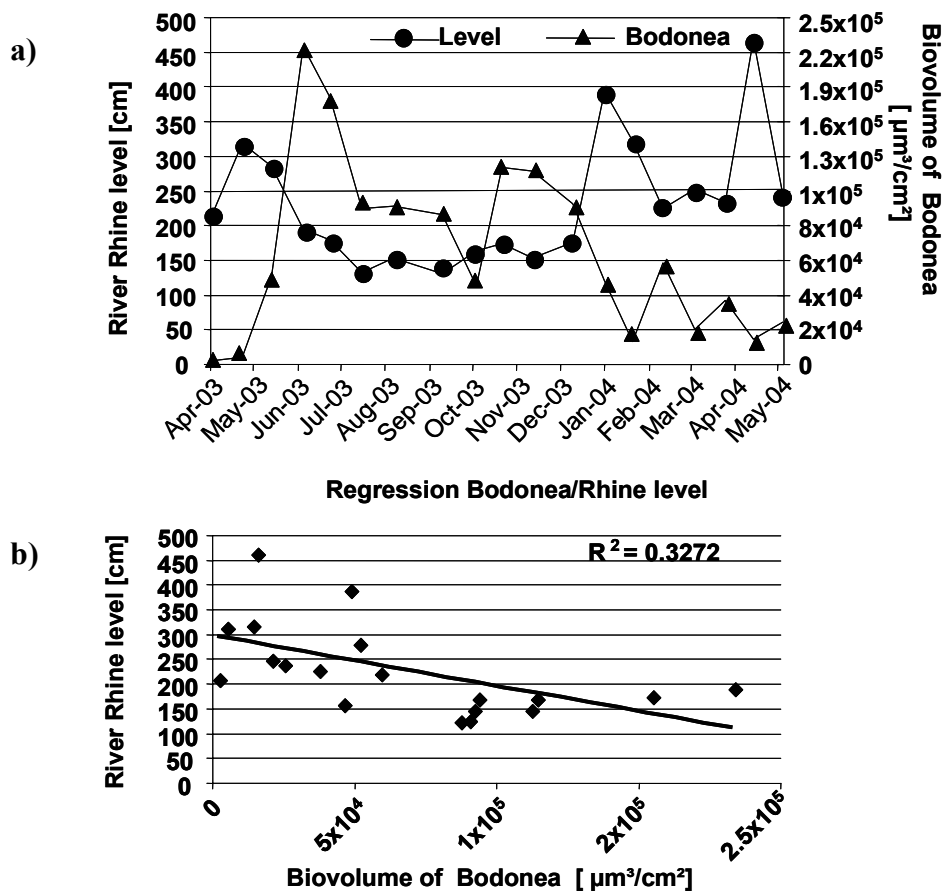 a)
Level
Bodonea
River Rhine level [cm]
500
450
400
350
300
250
200
150
100
50
0
2.5x10⁵
2.2x10⁵
1.9x10⁵
1.6x10⁵
1.3x10⁵
1x10⁵
8x10⁴
6x10⁴
4x10⁴
2x10⁴
0
Biovolume of Bodonea
[ µm³/cm²]
Apr-03
May-03
Jun-03
Jul-03
Aug-03
Sep-03
Oct-03
Nov-03
Dec-03
Jan-04
Feb-04
Mar-04
Apr-04
May-04
Regression Bodonea/Rhine level
b)
R² = 0.3272
River Rhine level [cm]
500
450
400
350
300
250
200
150
100
50
0
0
5x10⁴
1x10⁵
2x10⁵
2.5x10⁵
Biovolume of Bodonea [ µm³/cm²]